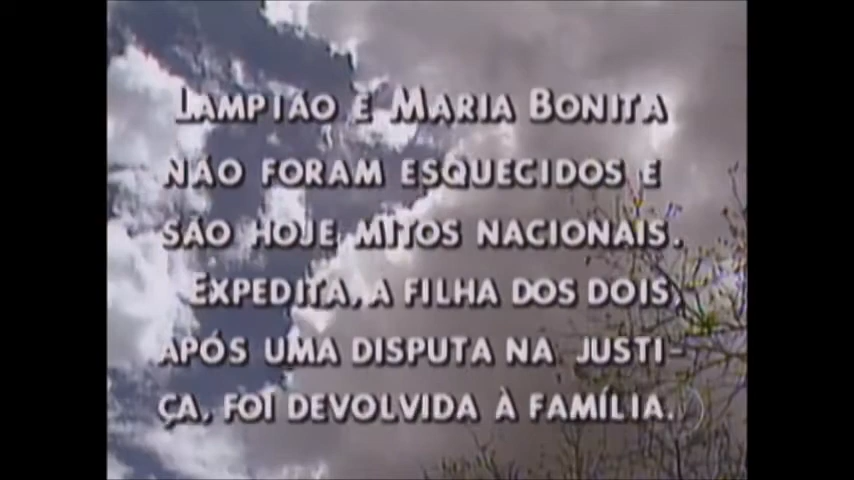 LAMPIÃO E MARIA BONITA
NÃO FORAM ESQUECIDOS E
SÃO HOJE MITOS NACIONAIS.
EXPEDITA, A FILHA DOS DOIS,
APÓS UMA DISPUTA NA JUSTI-
ÇA, FOI DEVOLVIDA À FAMÍLIA.